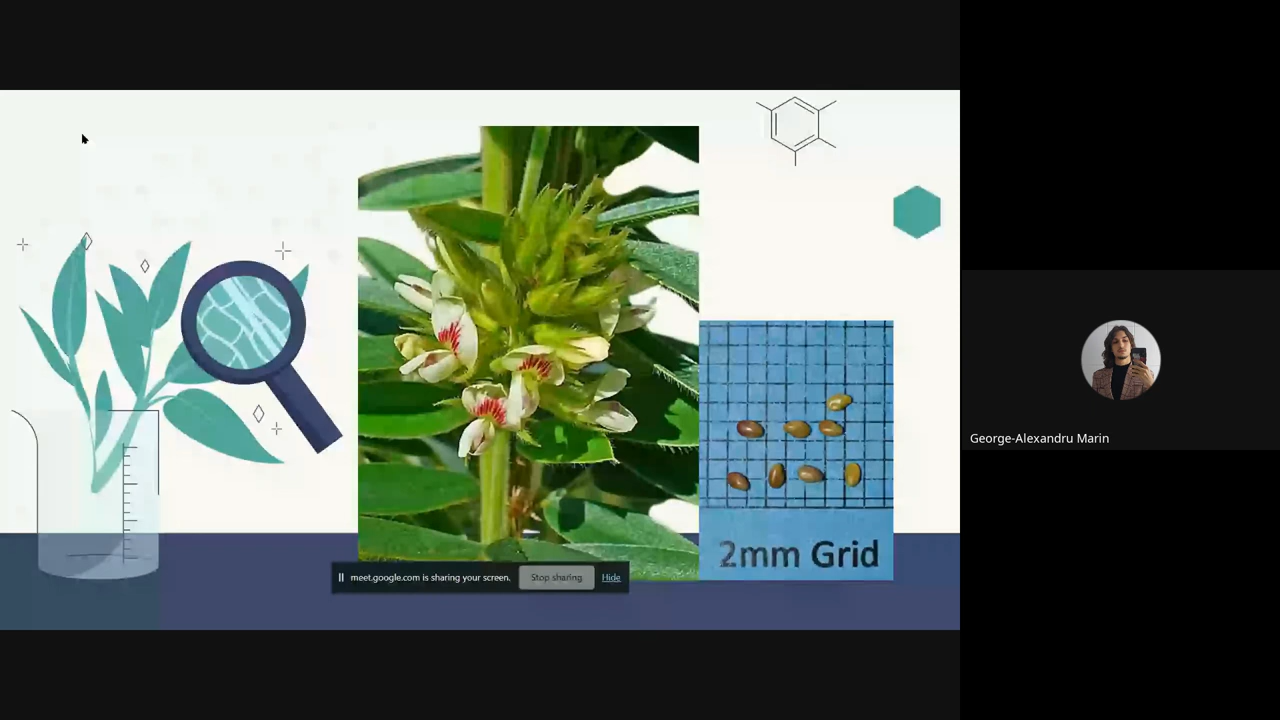 2mm Grid
meet.google.com is sharing your screen. Stop sharing Hide
George-Alexandru Marin